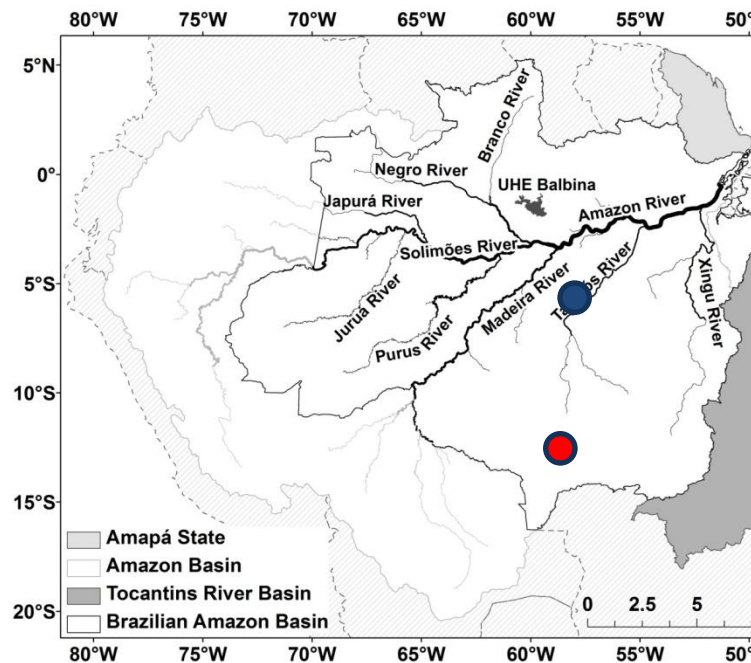 80°W 75°W 70°W 65°W 60°W 55°W 50°
5°N
0°
5°S
10°S
15°S
20°S
Branco River
Negro River
UHE Balbina
Japurá River
Amazon River
Solimões River
Juruá River
Purus River
Madeira River
River
Xingu River
Amapá State
Amazon Basin
Tocantins River Basin
Brazilian Amazon Basin
0 2.5 5
80°W 75°W 70°W 65°W 60°W 55°W 50°